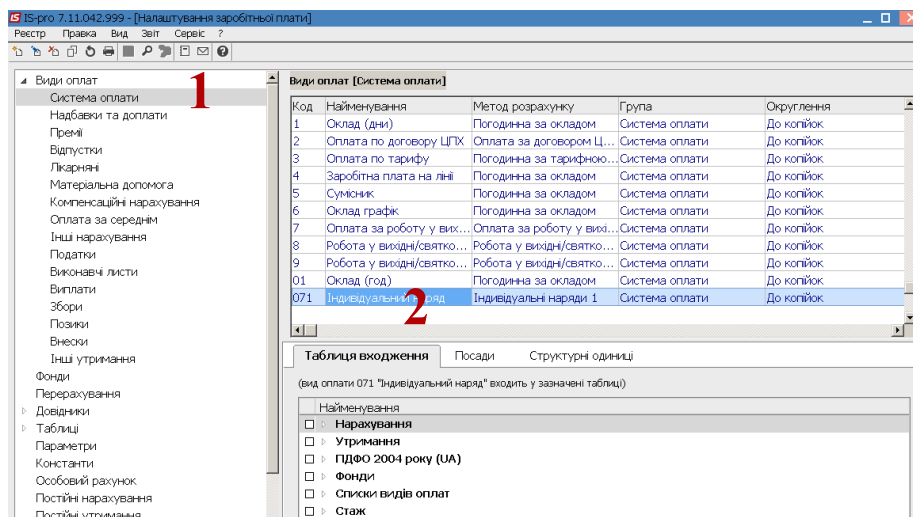 IS-pro 7.11.042.999 - [Налаштування заробітньої плати]
Реєстр Правка Вид Звіт Сервіс ?
Види оплат
Система оплати
Надбавки та доплати
Премії
Відпустки
Лікарняні
Матеріальна допомога
Компенсаційні нарахування
Оплата за середнім
Інші нарахування
Податки
Виконавчі листи
Виплати
Збори
Позики
Внески
Інші утримання
Фонди
Перерахування
Довідники
Таблиці
Параметри
Константи
Особовий рахунок
Постійні нарахування
Постійні утримання
1
Види оплат [Система оплати]
Код Найменування Метод розрахунку Група Округлення
1 Оклад (дни) Погодинна за окладом Система оплати До копійок
2 Оплата по договору ЦПХ Оплата за договором Ц... Система оплати До копійок
3 Оплата по тарифу Погодинна за тарифною... Система оплати До копійок
4 Заробітна плата на лінії Погодинна за окладом Система оплати До копійок
5 Сумісник Погодинна за окладом Система оплати До копійок
6 Оклад графік Погодинна за окладом Система оплати До копійок
7 Оплата за роботу у вих... Оплата за роботу у вихі... Система оплати До копійок
8 Робота у вихідні/святко... Робота у вихідні/святко... Система оплати До копійок
9 Робота у вихідні/святко... Робота у вихідні/святко... Система оплати До копійок
01 Оклад (год) Погодинна за окладом Система оплати До копійок
071 Індивідуальний наряд Індивідуальні наряди 1 Система оплати До копійок
2
Таблиця входження Посади Структурні одиниці
(вид оплати 071 "Індивідуальний наряд" входить у зазначені таблиці)
Найменування
Нарахування
Утримання
ПДФО 2004 року (UA)
Фонди
Списки видів оплат
Стаж